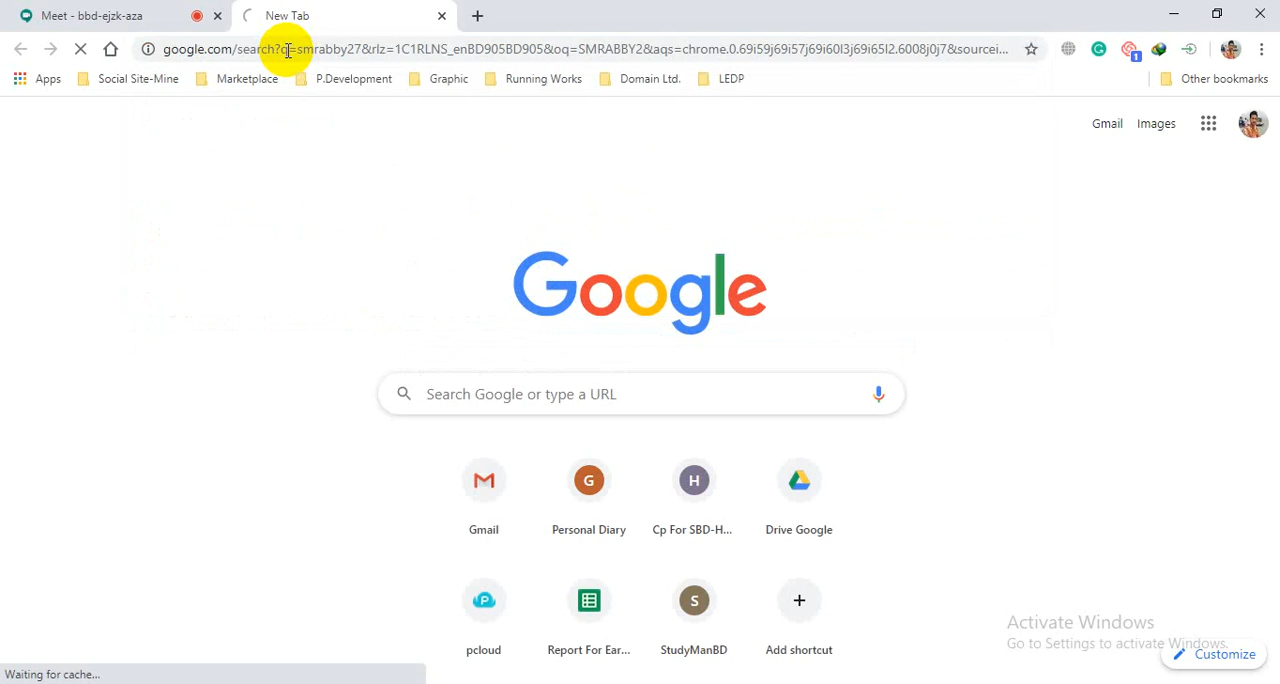 Meet - bbd-ejzk-aza
New Tab
google.com/search?q=smrabby27&rlz=1C1RLNS_enBD905BD905&oq=SMRABBY2&aqs=chrome.0.69i59j69i57j69i60l3j69i65l2.6008j0j7&sourcei...
1
Apps Social Site-Mine Marketplace P.Development Graphic Running Works Domain Ltd. LEDP Other bookmarks
Gmail Images
Google
Search Google or type a URL
G H
Gmail Personal Diary Cp For SBD-H... Drive Google
P S
pcloud Report For Ear... StudyManBD Add shortcut
Activate Windows
Go to Settings to activate Windows.
Customize
Waiting for cache...